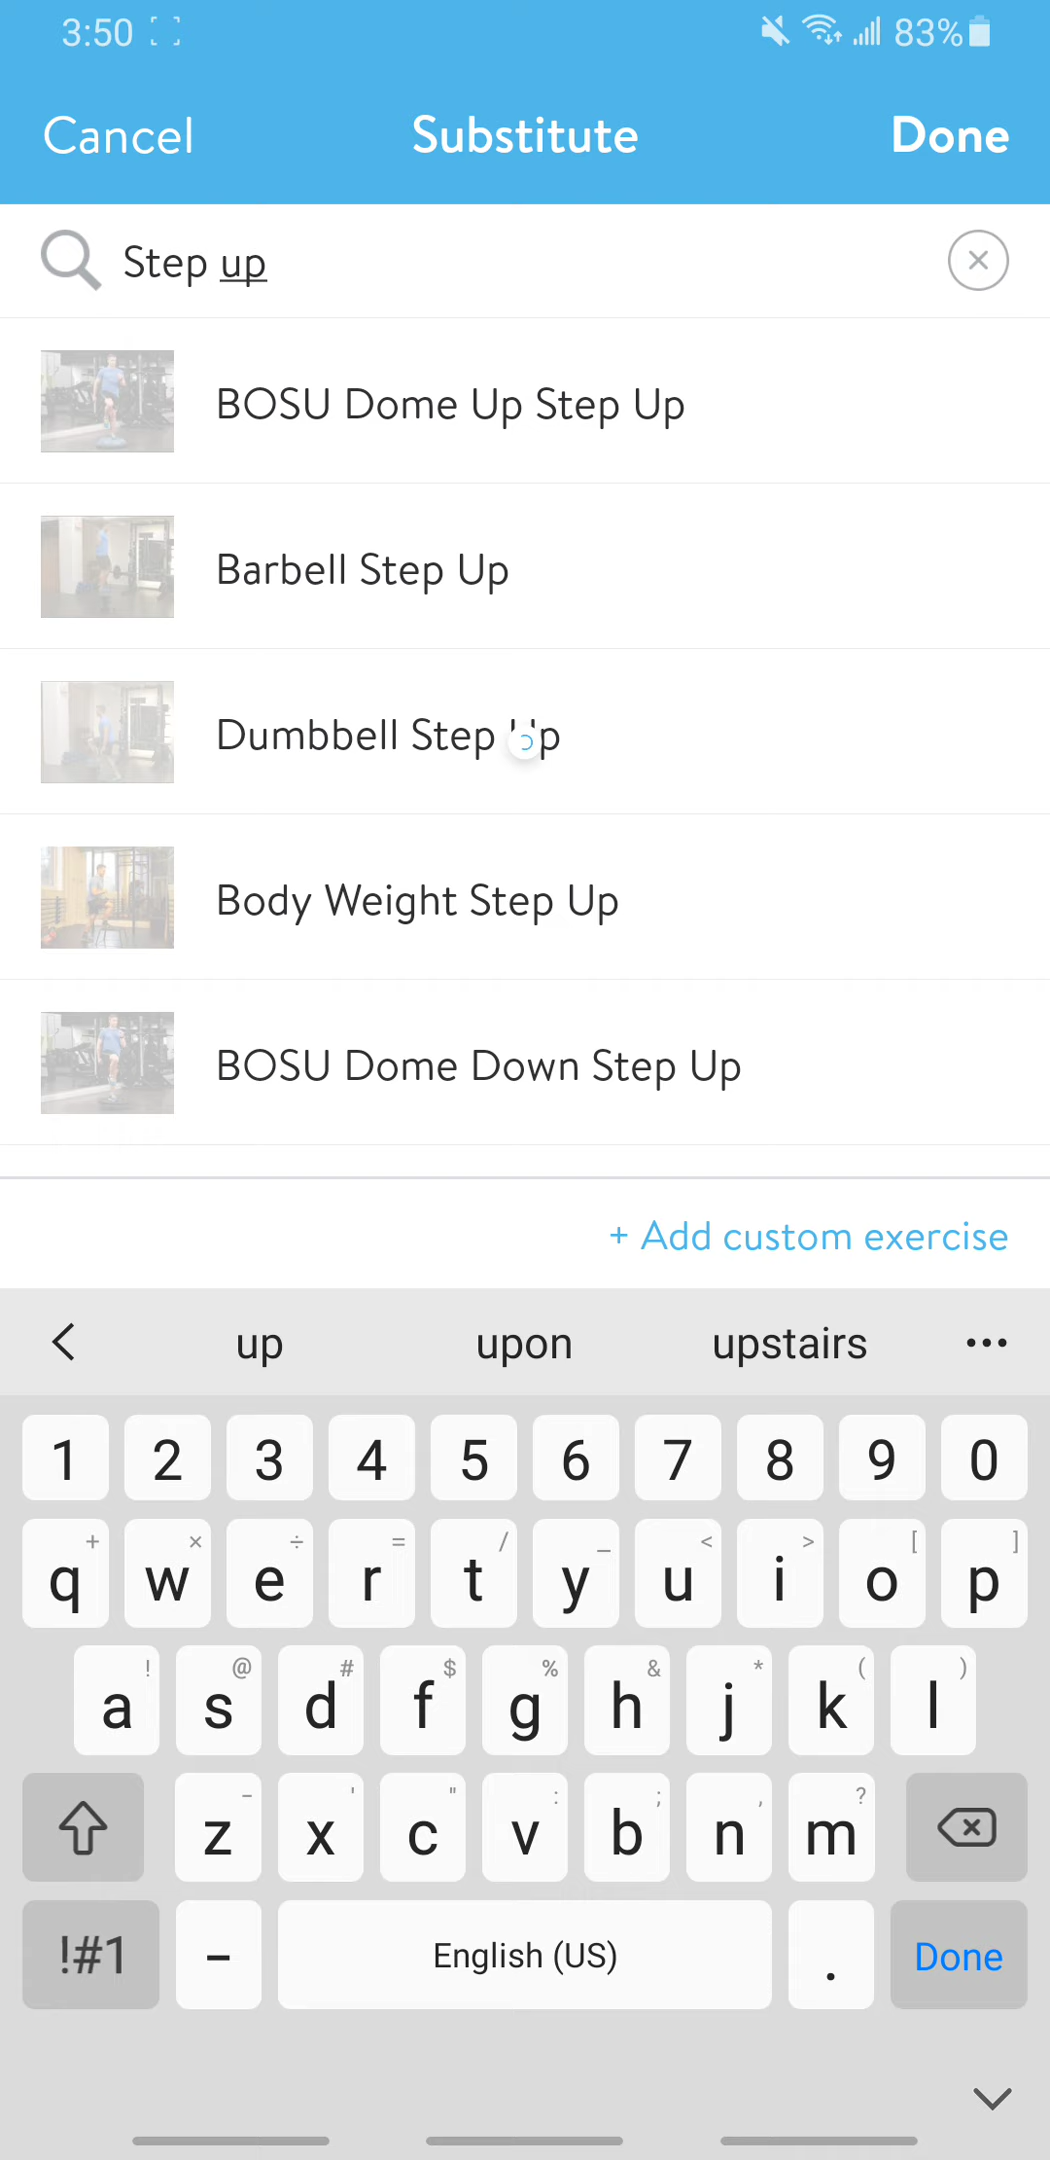 3:50 83%
Cancel Substitute Done
Step up
BOSU Dome Up Step Up
Barbell Step Up
Dumbbell Step Up
Body Weight Step Up
BOSU Dome Down Step Up
+ Add custom exercise
up upon upstairs
1 2 3 4 5 6 7 8 9 0
+ × ÷ = / _ < > [ ]
q w e r t y u i o p
! @ # $ % & * ( )
a s d f g h j k l
- ' " : ; , ?
z x c v b n m
!#1 - English (US) . Done